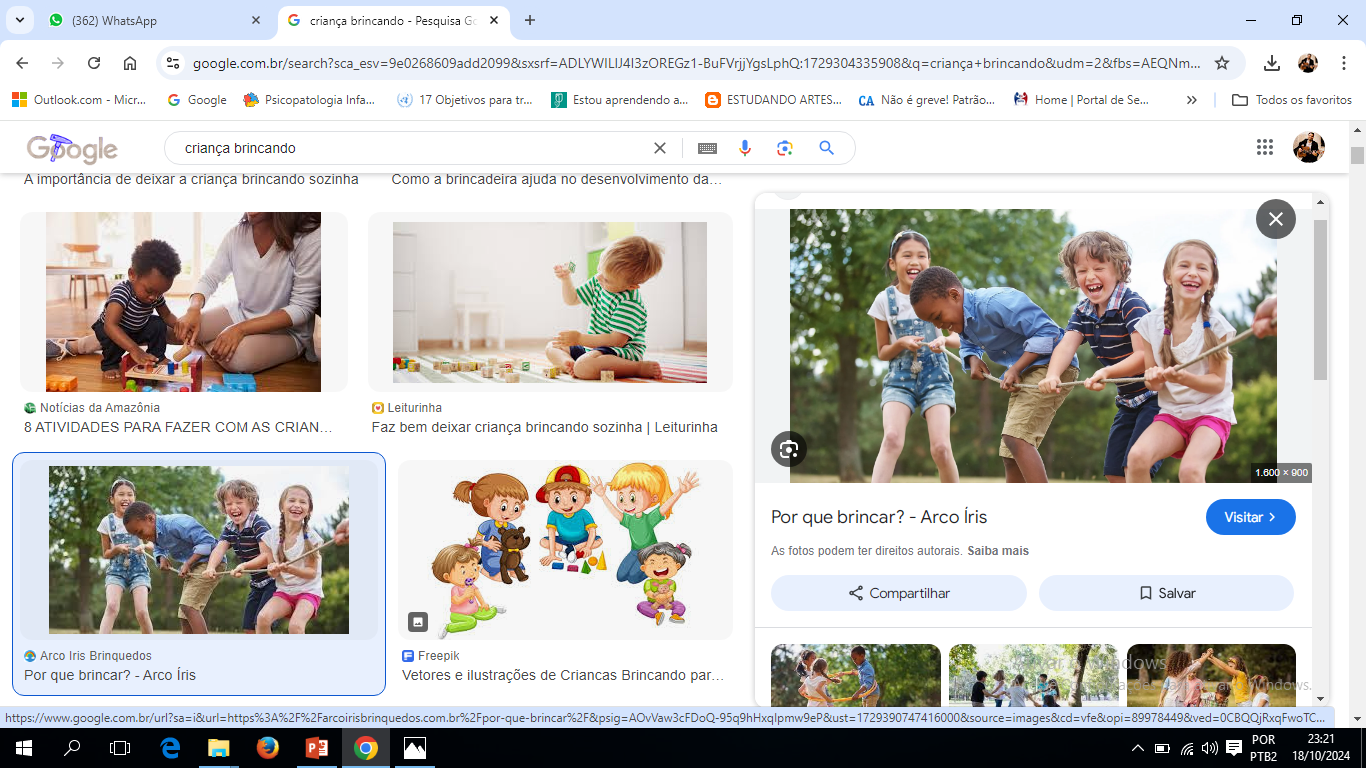 (362) WhatsApp
criança brincando - Pesquisa Go
google.com.br/search?sca_esv=9e0268609add2099&sxsrf=ADLYWILIJ4I3zOREGz1-BuFVrjjYgsLphQ:1729304335908&q=criança+brincando&udm=2&fbs=AEQNm...
Outlook.com - Micr...
Google
Psicopatologia Infa...
17 Objetivos para tr...
Estou aprendendo a...
ESTUDANDO ARTES...
CA Não é greve! Patrão...
Home | Portal de Se...
Todos os favoritos
Google
criança brincando
A importância de deixar a criança brincando sozinha
Como a brincadeira ajuda no desenvolvimento da...
Notícias da Amazônia
8 ATIVIDADES PARA FAZER COM AS CRIAN...
Leiturinha
Faz bem deixar criança brincando sozinha | Leiturinha
Arco Iris Brinquedos
Por que brincar? - Arco Íris
Freepik
Vetores e ilustrações de Criancas Brincando par...
1.600 × 900
Por que brincar? - Arco Íris
Visitar
As fotos podem ter direitos autorais. Saiba mais
Compartilhar
Salvar
Windows
Windows.
https://www.google.com.br/url?sa=i&url=https%3A%2F%2Farcoirisbrinquedos.com.br%2Fpor-que-brincar%2F&psig=AOvVaw3cFDoQ-95q9hHxqIpmw9eP&ust=1729390747416000&source=images&cd=vfe&opi=89978449&ved=0CBQQjRxqFwoTC...
POR
PTB2
23:21
18/10/2024